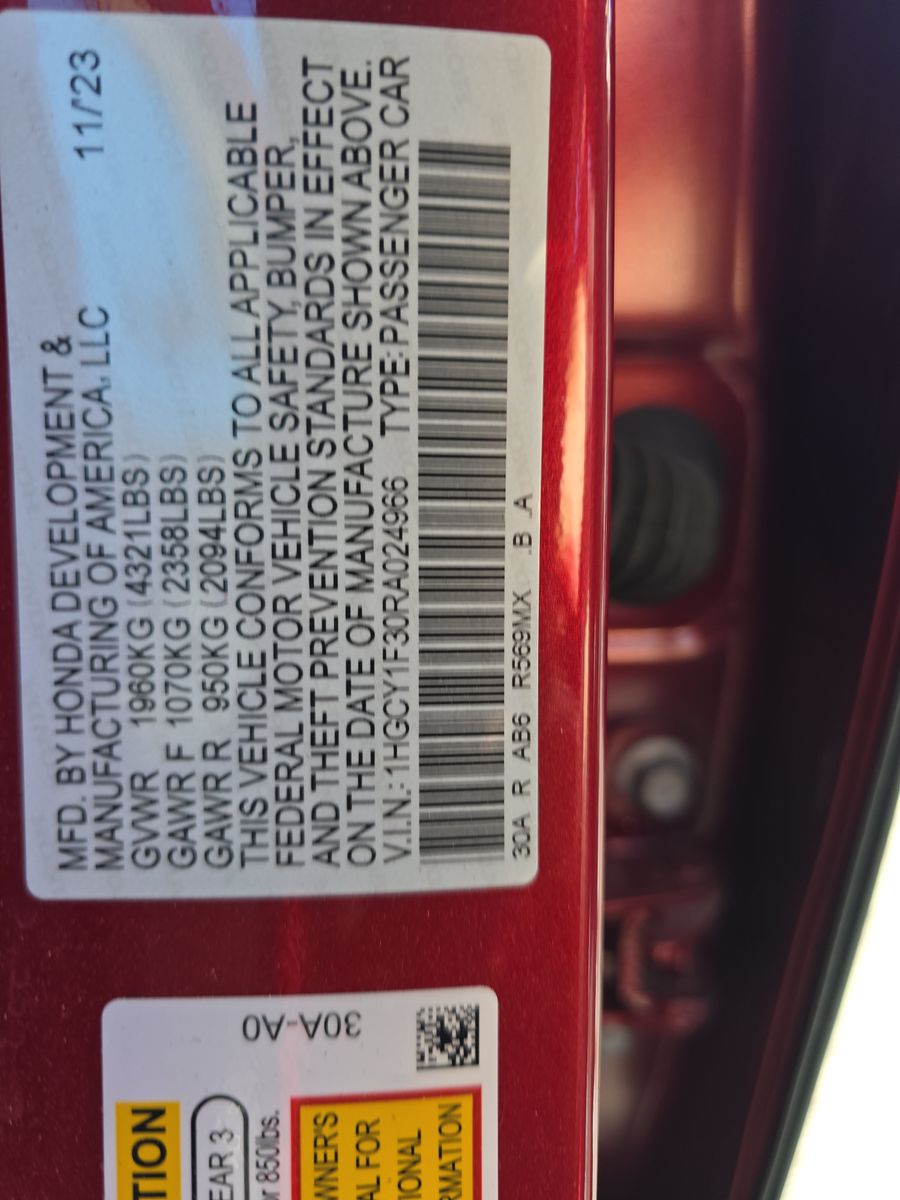 MFD. BY HONDA DEVELOPMENT &
MANUFACTURING OF AMERICA, LLC 11/'23
GVWR 1960KG (4321LBS)
GAWR F 1070KG (2358LBS)
GAWR R 950KG (2094LBS)
THIS VEHICLE CONFORMS TO ALL APPLICABLE
FEDERAL MOTOR VEHICLE SAFETY, BUMPER,
AND THEFT PREVENTION STANDARDS IN EFFECT
ON THE DATE OF MANUFACTURE SHOWN ABOVE.
V.I.N.: 1HGCY1F30RA024966 TYPE: PASSENGER CAR
30A R AB6 R569MX .B .A
30A-A0
TION
EAR 3
or 850lbs.
WNER'S
AL FOR
IONAL
RMATION